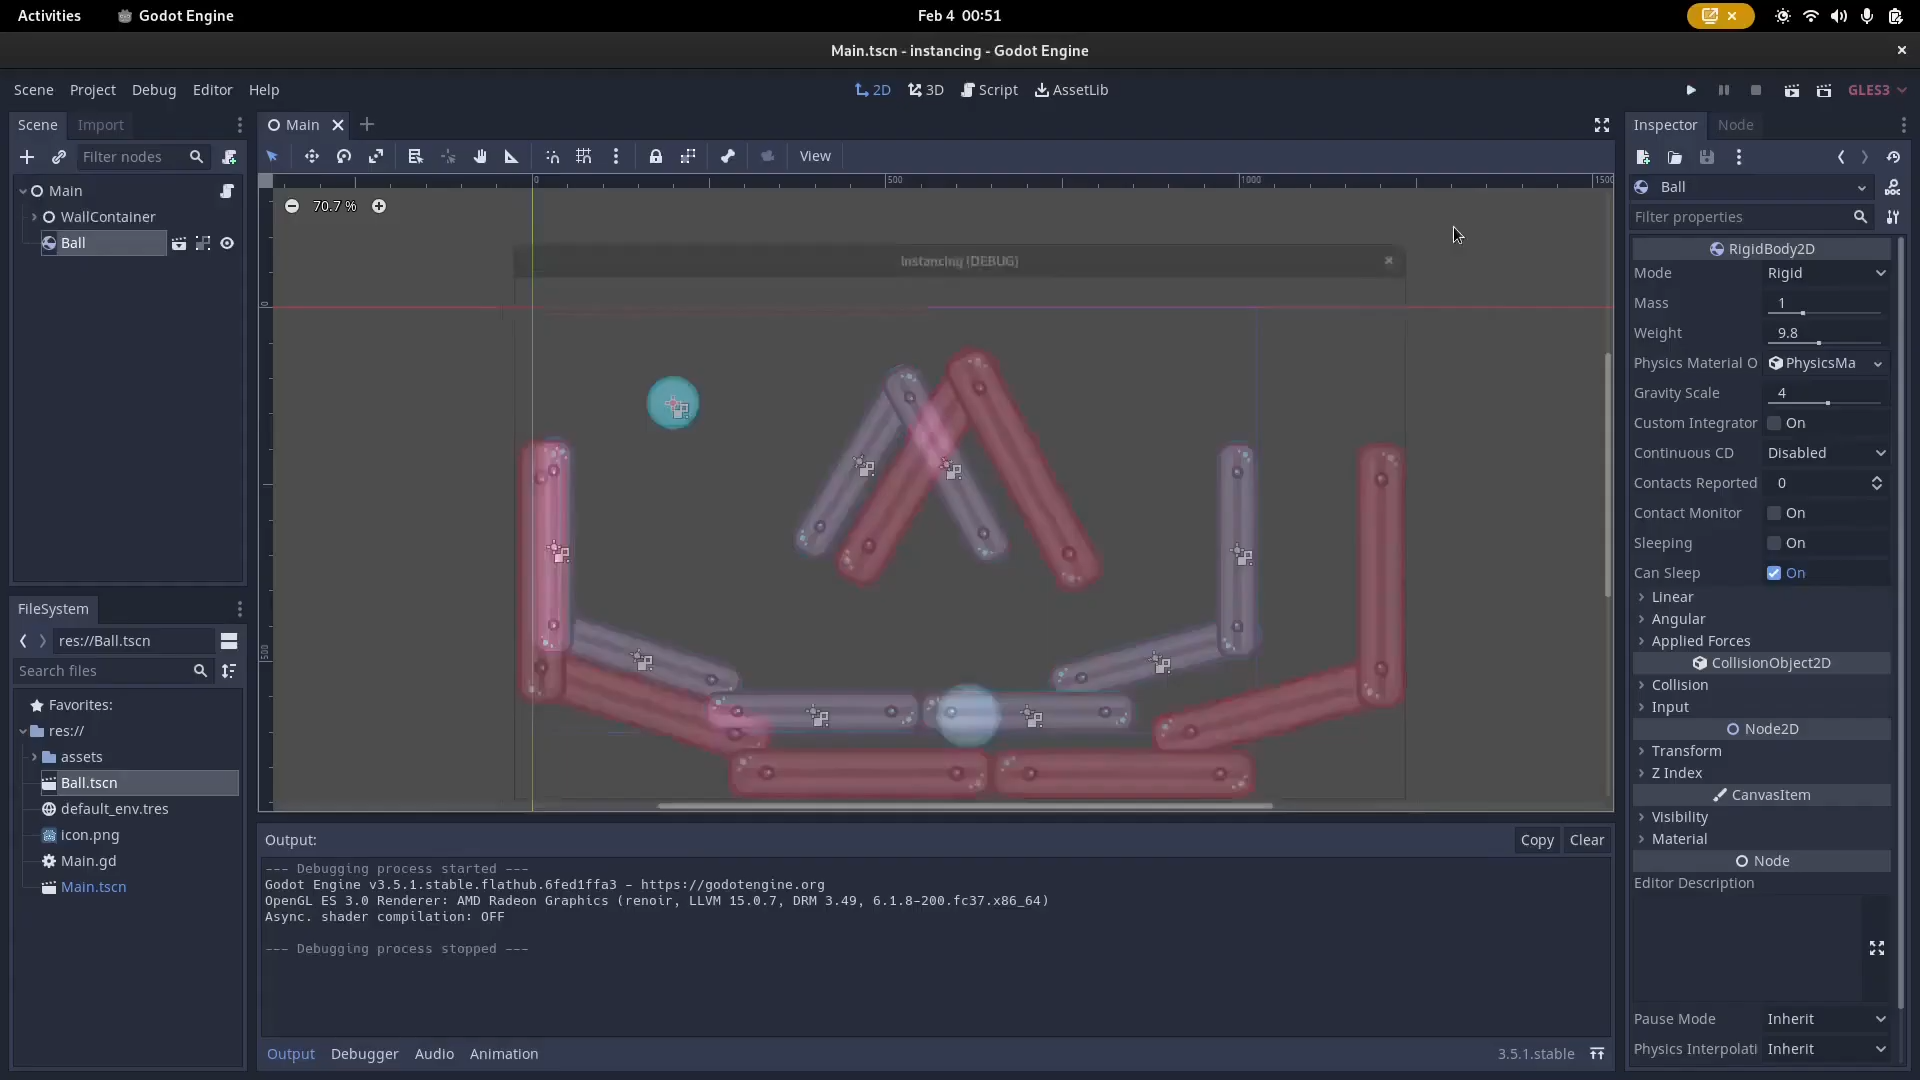 Activities
Godot Engine
Feb 4 00:51
Main.tscn - instancing - Godot Engine
Scene Project Debug Editor Help
2D 3D Script AssetLib
GLES3
Scene Import
Main
Inspector Node
Filter nodes
View
Main
WallContainer
Ball
0 500 1000 1500
70.7 %
Instancing (DEBUG)
0
500
Ball
Filter properties
RigidBody2D
Mode Rigid
Mass 1
Weight 9.8
Physics Material O PhysicsMa
Gravity Scale 4
Custom Integrator On
Continuous CD Disabled
Contacts Reported 0
Contact Monitor On
Sleeping On
Can Sleep On
Linear
Angular
Applied Forces
CollisionObject2D
Collision
Input
Node2D
Transform
Z Index
CanvasItem
Visibility
Material
Node
Editor Description
Pause Mode Inherit
Physics Interpolati Inherit
FileSystem
res://Ball.tscn
Search files
Favorites:
res://
assets
Ball.tscn
default_env.tres
icon.png
Main.gd
Main.tscn
Output:
Copy Clear
--- Debugging process started ---
Godot Engine v3.5.1.stable.flathub.6fed1ffa3 - https://godotengine.org
OpenGL ES 3.0 Renderer: AMD Radeon Graphics (renoir, LLVM 15.0.7, DRM 3.49, 6.1.8-200.fc37.x86_64)
Async. shader compilation: OFF
--- Debugging process stopped ---
Output Debugger Audio Animation
3.5.1.stable